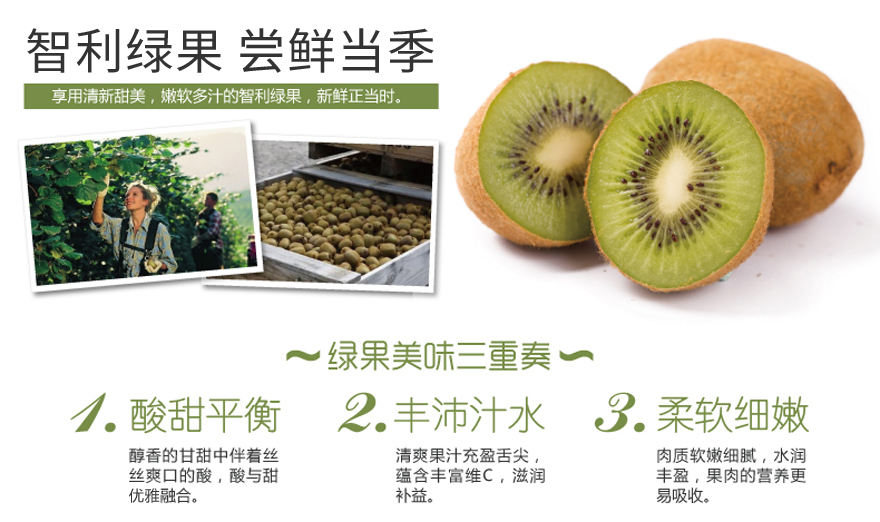 智利绿果 尝鲜当季
享用清新甜美，嫩软多汁的智利绿果，新鲜正当时。
~绿果美味三重奏~
1. 酸甜平衡
醇香的甘甜中伴着丝
丝爽口的酸，酸与甜
优雅融合。
2. 丰沛汁水
清爽果汁充盈舌尖，
蕴含丰富维C，滋润
补益。
3. 柔软细嫩
肉质软嫩细腻，水润
丰盈，果肉的营养更
易吸收。